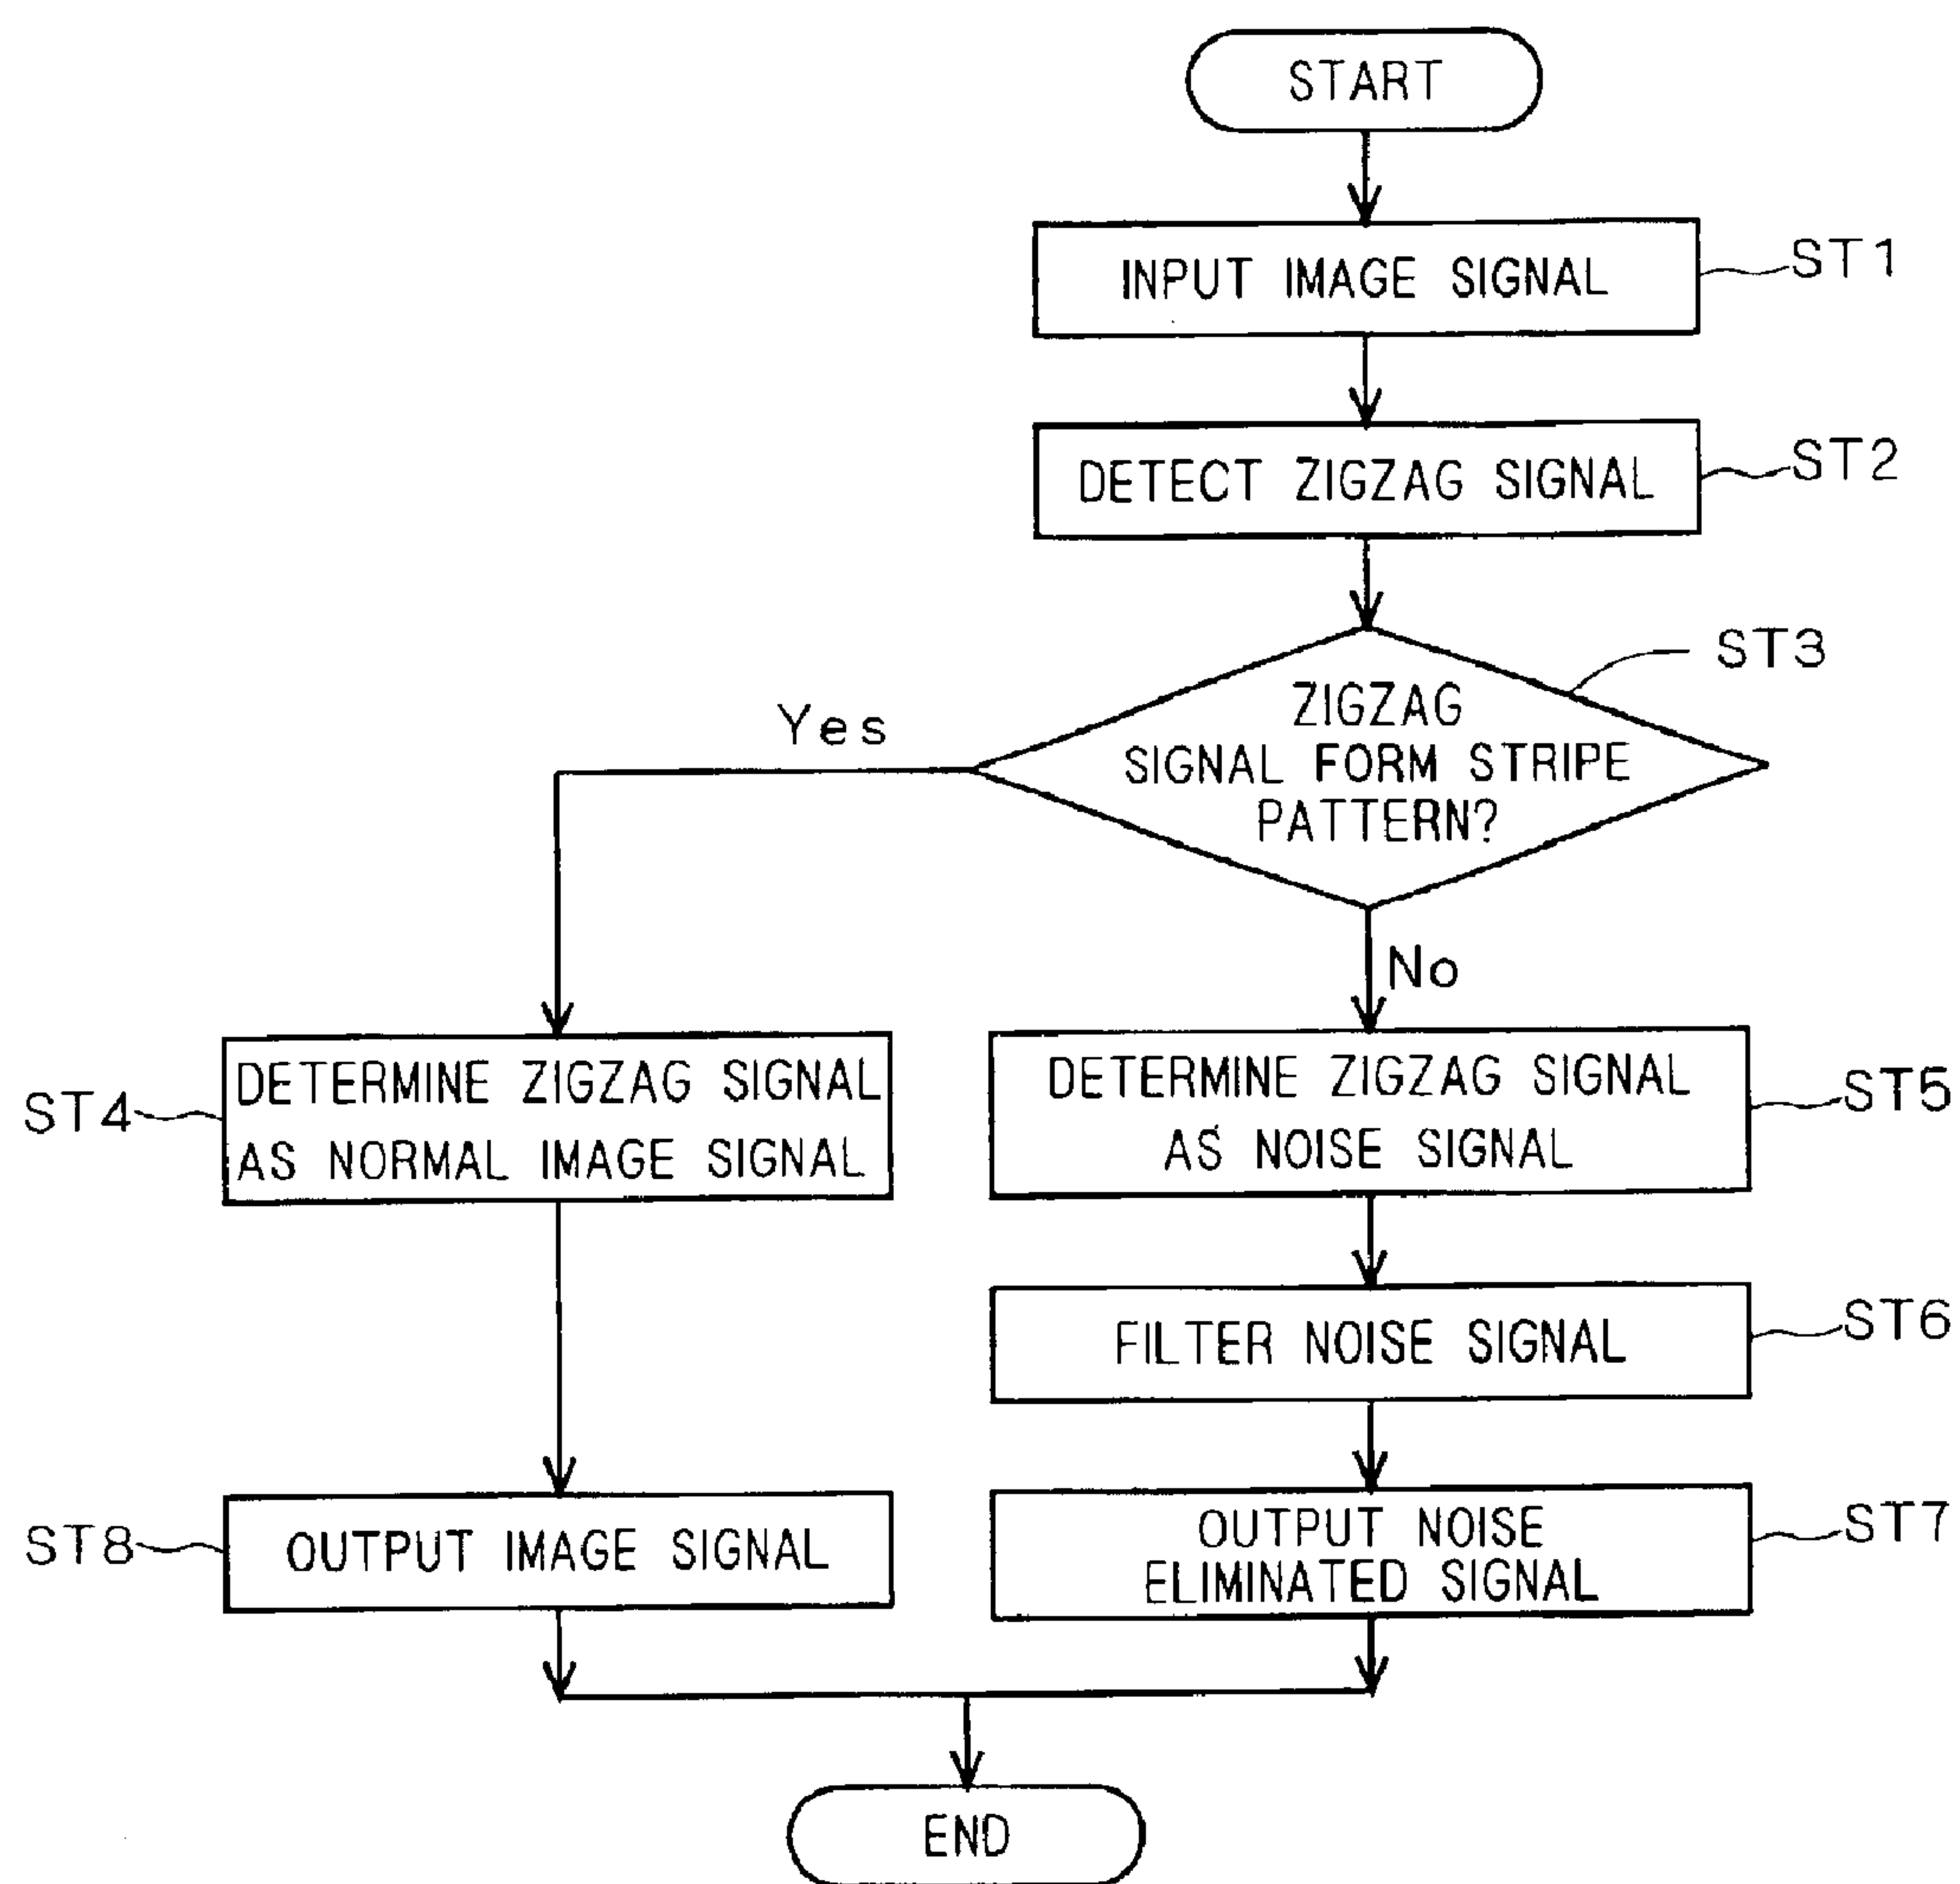 START
INPUT IMAGE SIGNAL
ST1
DETECT ZIGZAG SIGNAL
ST2
ST3
ZIGZAG
SIGNAL FORM STRIPE
PATTERN?
Yes
No
ST4
DETERMINE ZIGZAG SIGNAL
AS NORMAL IMAGE SIGNAL
DETERMINE ZIGZAG SIGNAL
AS NOISE SIGNAL
ST5
FILTER NOISE SIGNAL
ST6
ST8
OUTPUT IMAGE SIGNAL
OUTPUT NOISE
ELIMINATED SIGNAL
ST7
END